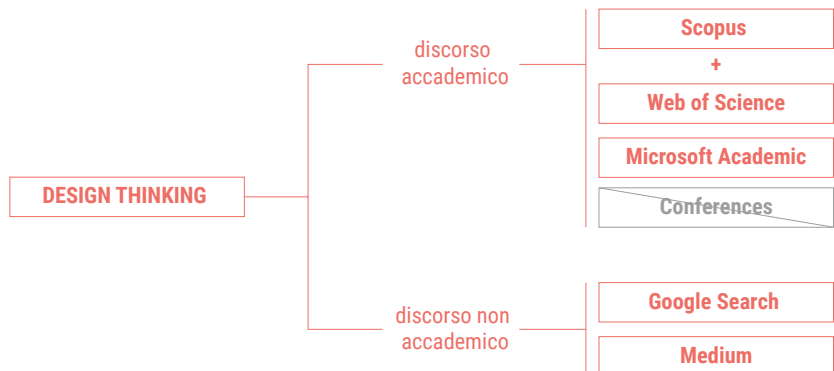 DESIGN THINKING
discorso
accademico
Scopus
+
Web of Science
Microsoft Academic
Conferences
discorso non
accademico
Google Search
Medium